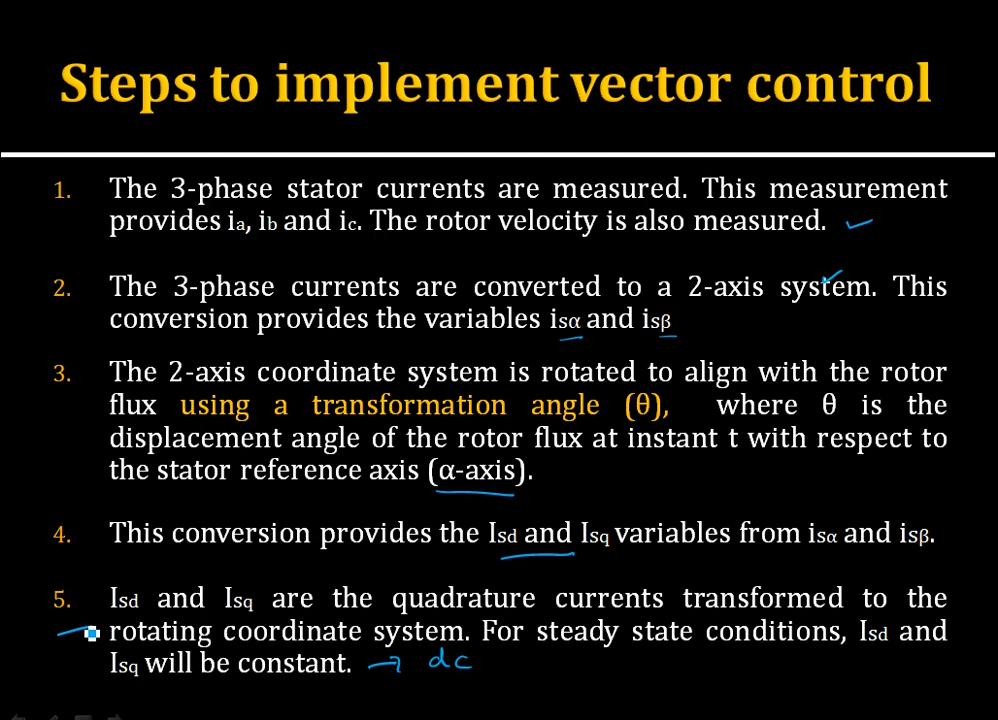 Steps to implement vector control
1. The 3-phase stator currents are measured. This measurement
provides ia, ib and ic. The rotor velocity is also measured.
2. The 3-phase currents are converted to a 2-axis system. This
conversion provides the variables isα and isβ
3. The 2-axis coordinate system is rotated to align with the rotor
flux using a transformation angle (θ), where θ is the
displacement angle of the rotor flux at instant t with respect to
the stator reference axis (α-axis).
4. This conversion provides the Isd and Isq variables from isα and isβ.
5. Isd and Isq are the quadrature currents transformed to the
rotating coordinate system. For steady state conditions, Isd and
Isq will be constant. → dc